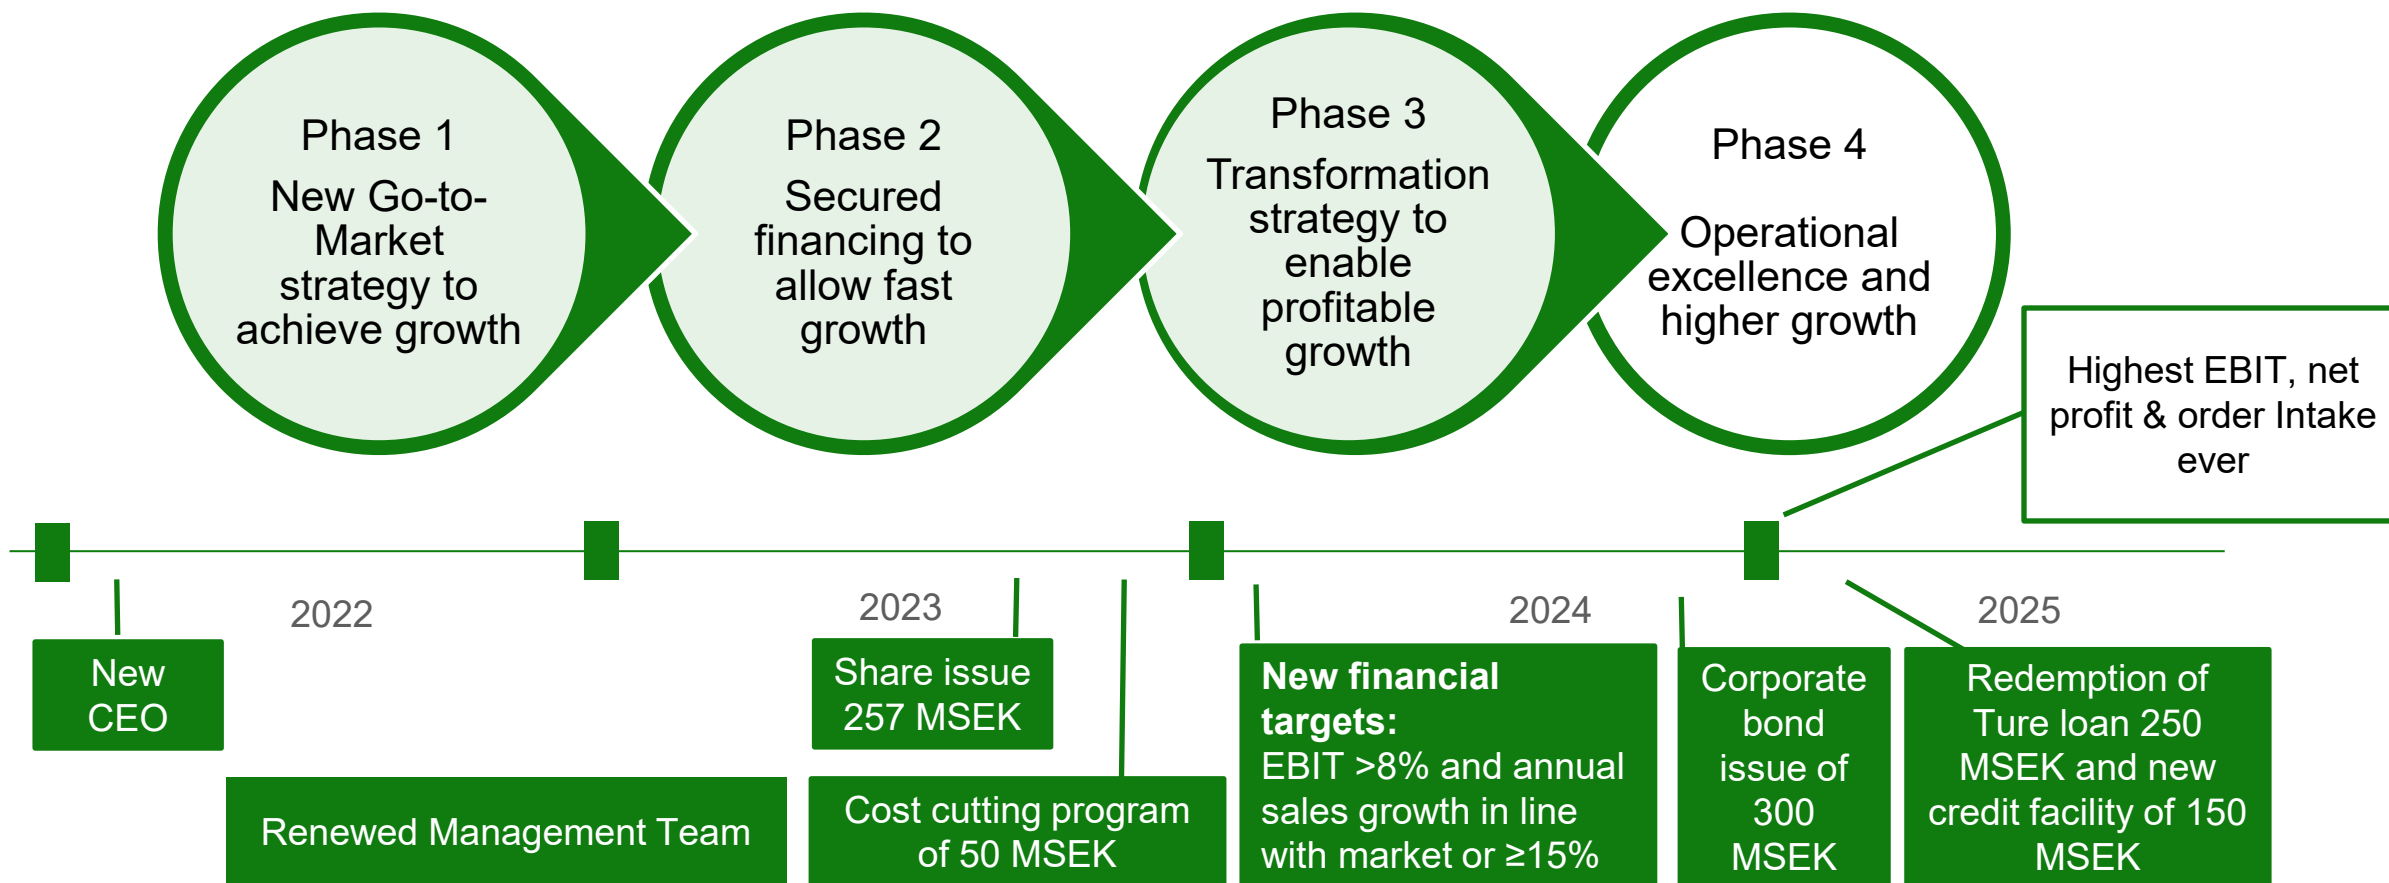 Phase 1
New Go-to-
Market
strategy to
achieve growth
Phase 2
Secured
financing to
allow fast
growth
Phase 3
Transformation
strategy to
enable
profitable
growth
Phase 4
Operational
excellence and
higher growth
Highest EBIT, net
profit & order Intake
ever
2022
2023
2024
2025
New
CEO
Renewed Management Team
Share issue
257 MSEK
Cost cutting program
of 50 MSEK
New financial
targets:
EBIT >8% and annual
sales growth in line
with market or ≥15%
Corporate
bond
issue of
300
MSEK
Redemption of
Ture loan 250
MSEK and new
credit facility of 150
MSEK